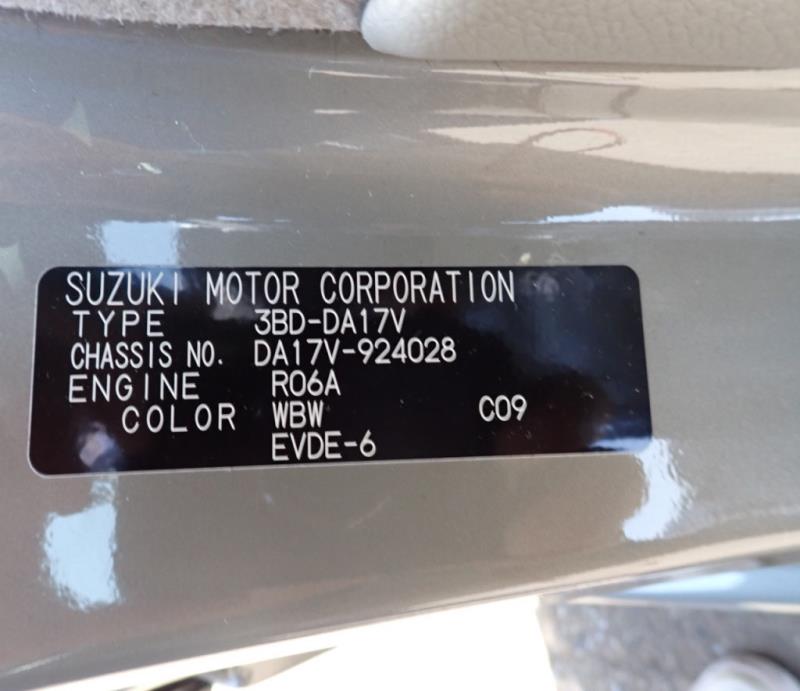 SUZUKI MOTOR CORPORATION
TYPE 3BD-DA17V
CHASSIS NO. DA17V-924028
ENGINE R06A
COLOR WBW C09
EVDE-6